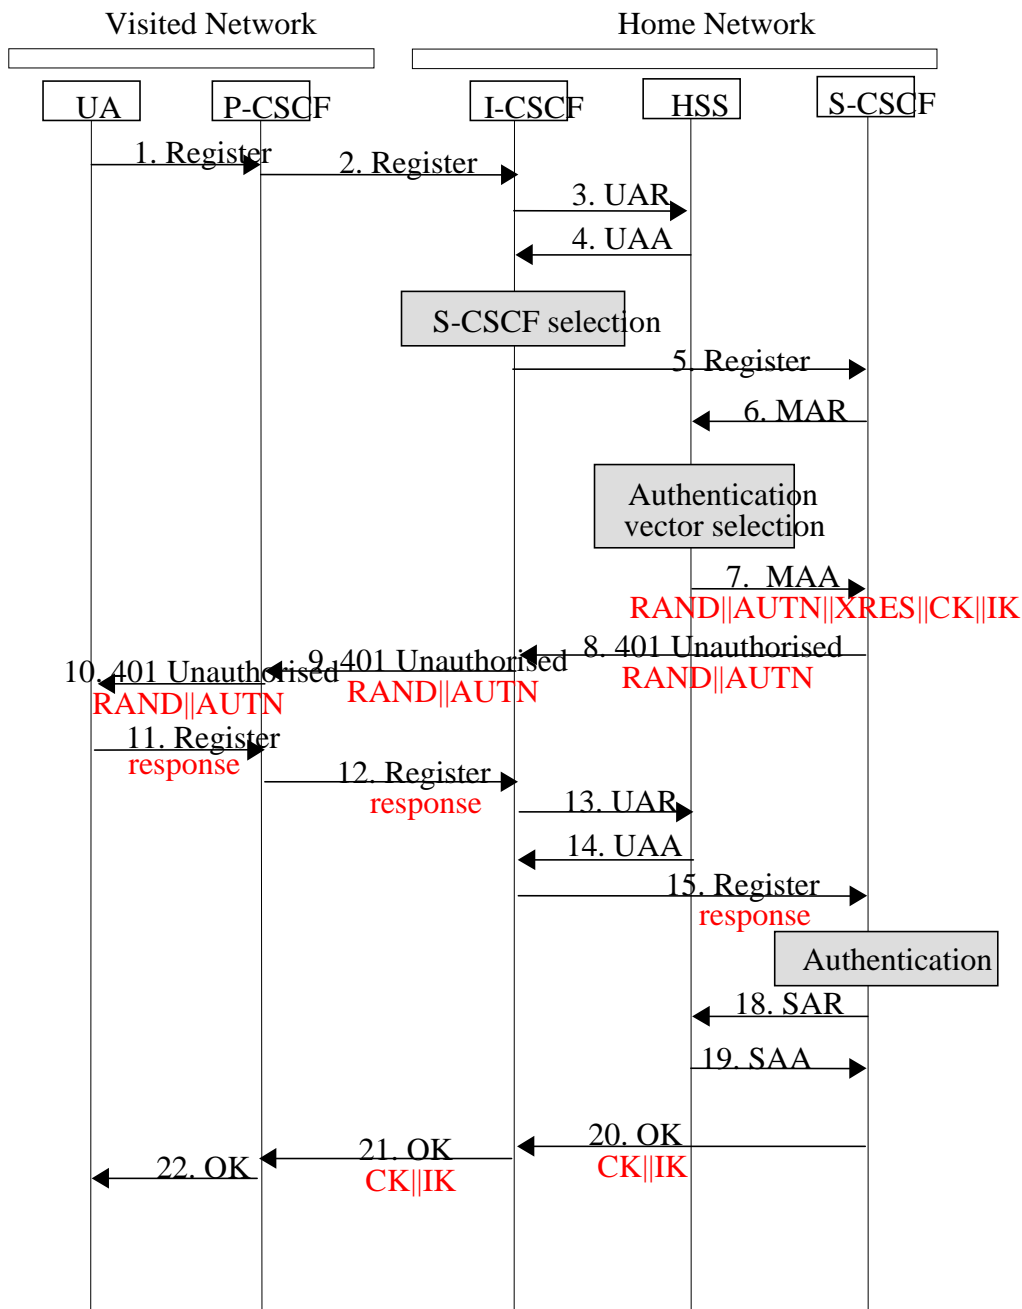 Visited Network
Home Network
UA
P-CSCF
I-CSCF
HSS
S-CSCF
1. Register
2. Register
3. UAR
4. UAA
S-CSCF selection
5. Register
6. MAR
Authentication
vector selection
7. MAA
RAND||AUTN||XRES||CK||IK
8. 401 Unauthorised
RAND||AUTN
9. 401 Unauthorised
RAND||AUTN
10. 401 Unauthorised
RAND||AUTN
11. Register
response
12. Register
response
13. UAR
14. UAA
15. Register
response
Authentication
18. SAR
19. SAA
20. OK
CK||IK
21. OK
CK||IK
22. OK